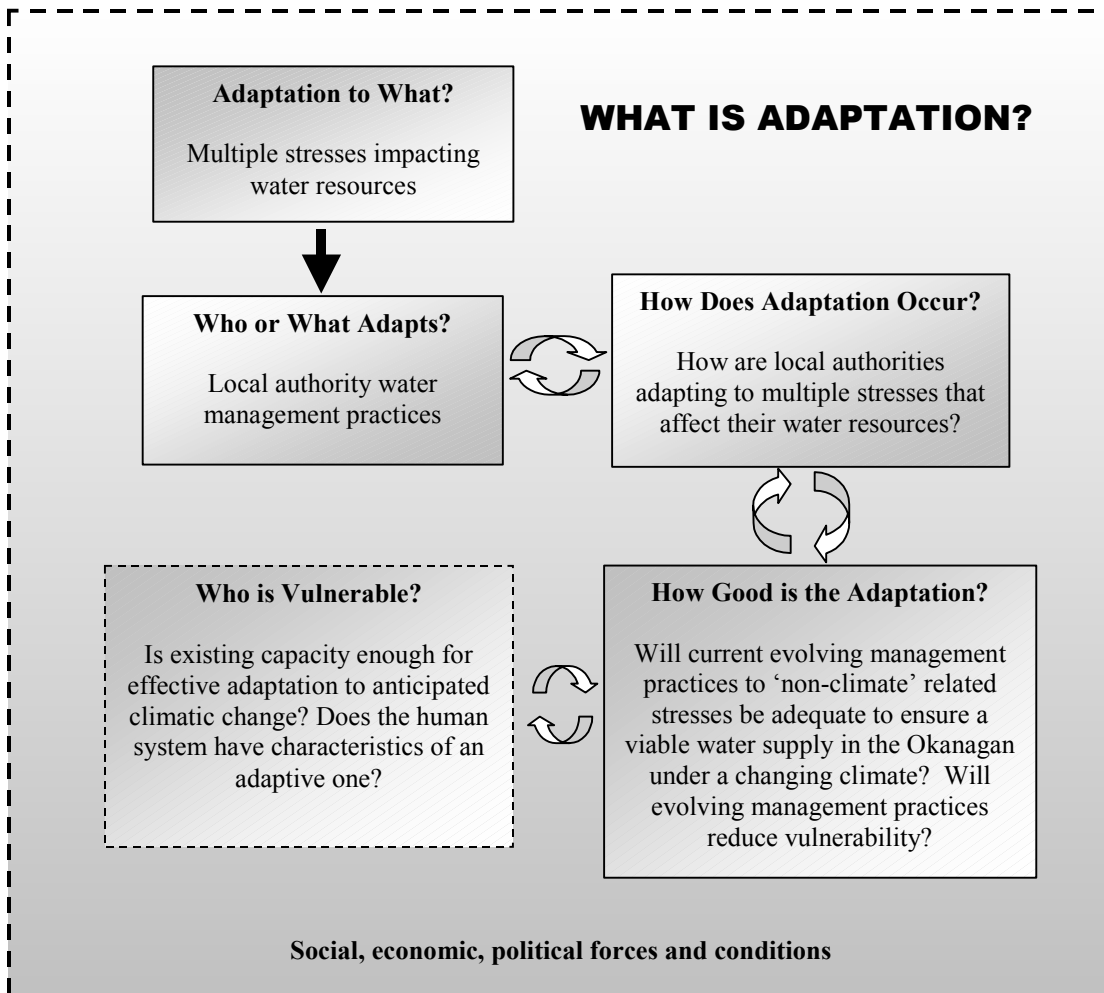 WHAT IS ADAPTATION?
Adaptation to What?
Multiple stresses impacting
water resources
Who or What Adapts?
Local authority water
management practices
How Does Adaptation Occur?
How are local authorities
adapting to multiple stresses that
affect their water resources?
Who is Vulnerable?
Is existing capacity enough for
effective adaptation to anticipated
climatic change? Does the human
system have characteristics of an
adaptive one?
How Good is the Adaptation?
Will current evolving management
practices to ‘non-climate’ related
stresses be adequate to ensure a
viable water supply in the Okanagan
under a changing climate?  Will
evolving management practices
reduce vulnerability?
Social, economic, political forces and conditions